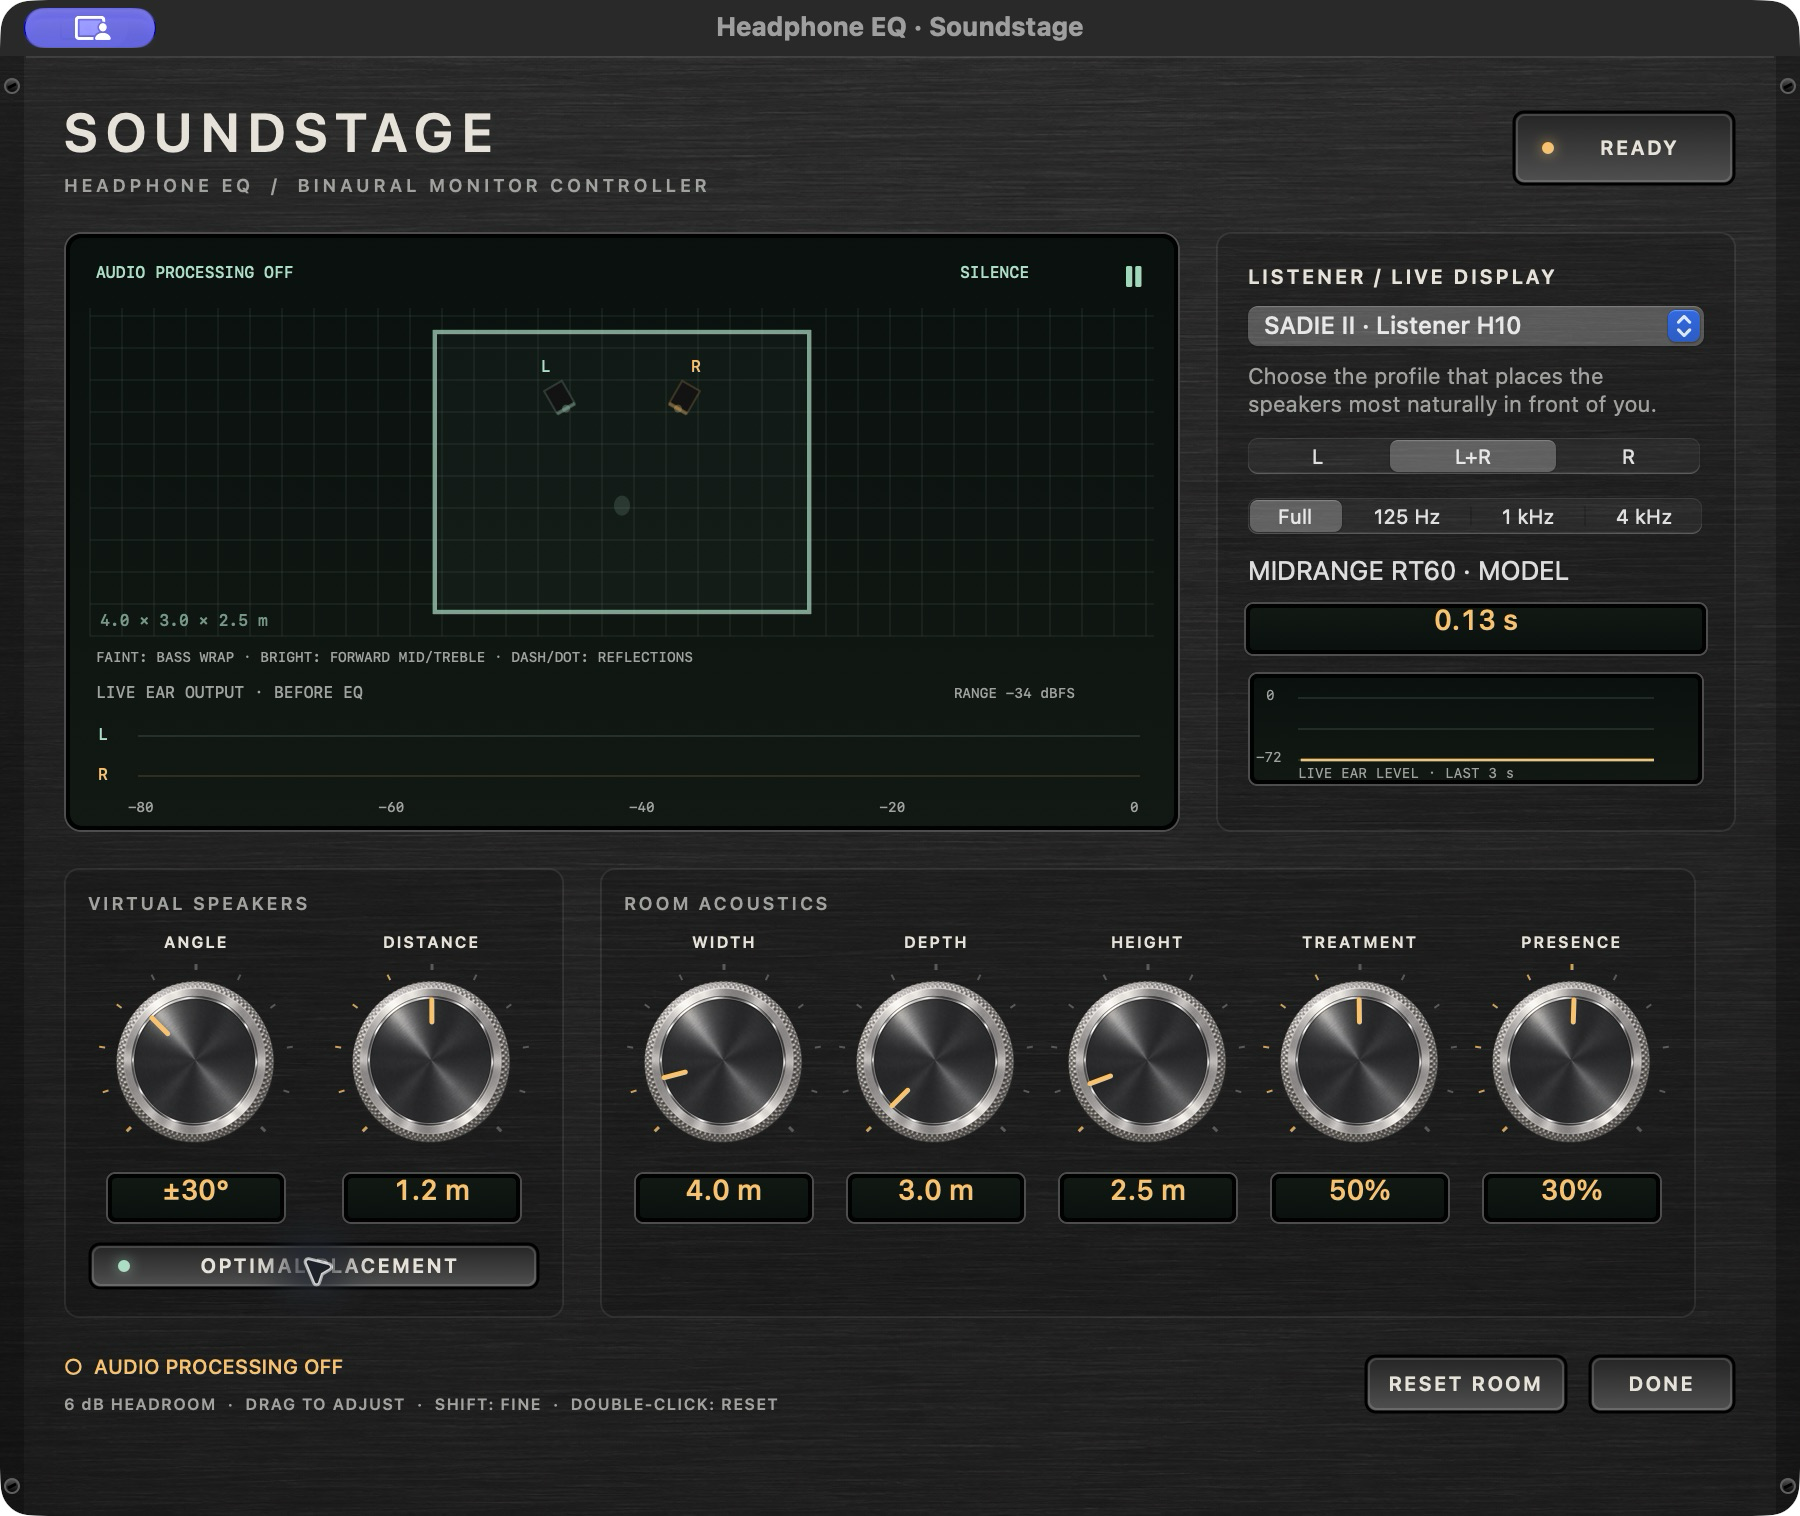 Headphone EQ · Soundstage
SOUNDSTAGE
HEADPHONE EQ / BINAURAL MONITOR CONTROLLER
READY
AUDIO PROCESSING OFF
SILENCE
L
R
4.0 × 3.0 × 2.5 m
FAINT: BASS WRAP · BRIGHT: FORWARD MID/TREBLE · DASH/DOT: REFLECTIONS
LIVE EAR OUTPUT · BEFORE EQ
RANGE −34 dBFS
L
R
−80 −60 −40 −20 0
LISTENER / LIVE DISPLAY
SADIE II · Listener H10
Choose the profile that places the
speakers most naturally in front of you.
L L+R R
Full 125 Hz 1 kHz 4 kHz
MIDRANGE RT60 · MODEL
0.13 s
0
−72
LIVE EAR LEVEL · LAST 3 s
VIRTUAL SPEAKERS
ANGLE DISTANCE
±30° 1.2 m
OPTIMAL PLACEMENT
ROOM ACOUSTICS
WIDTH DEPTH HEIGHT TREATMENT PRESENCE
4.0 m 3.0 m 2.5 m 50% 30%
AUDIO PROCESSING OFF
6 dB HEADROOM · DRAG TO ADJUST · SHIFT: FINE · DOUBLE-CLICK: RESET
RESET ROOM
DONE